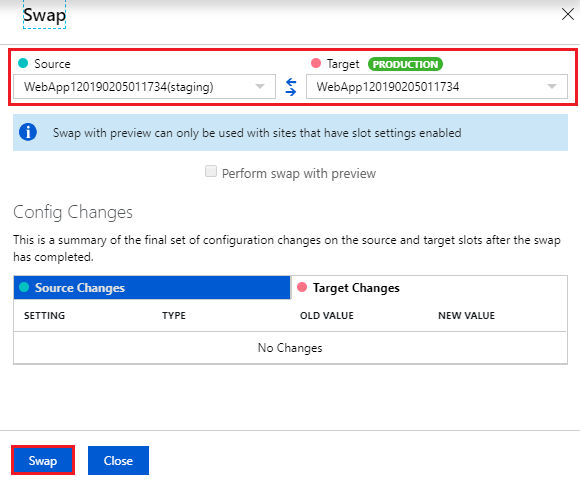 Swap
Source
Target PRODUCTION
WebApp120190205011734(staging)
WebApp120190205011734
Swap with preview can only be used with sites that have slot settings enabled
Perform swap with preview
Config Changes
This is a summary of the final set of configuration changes on the source and target slots after the swap
has completed.
Source Changes
Target Changes
SETTING TYPE OLD VALUE NEW VALUE
No Changes
Swap
Close